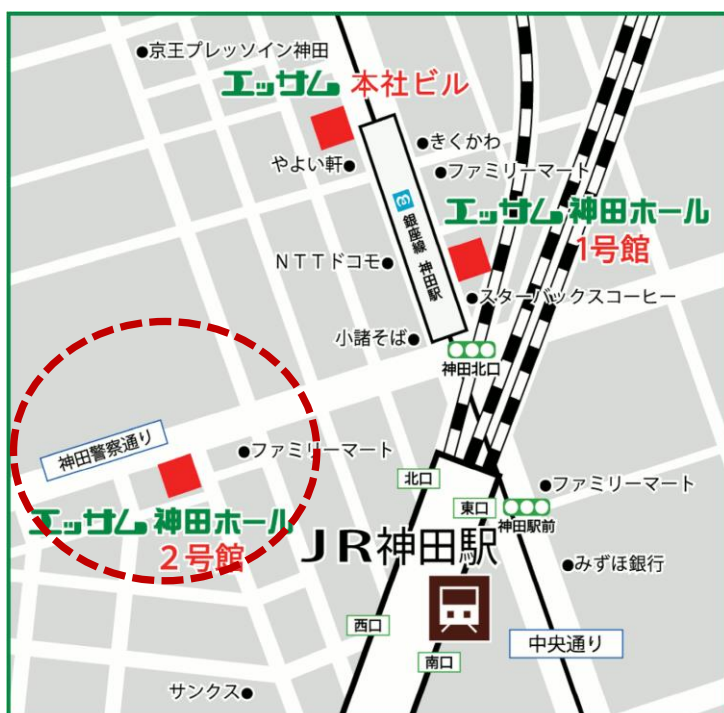 京王プレッソイン神田
エッサム 本社ビル
きくかわ
やよい軒
ファミリーマート
エッサム 神田ホール
1号館
銀座線 神田駅
NTTドコモ
スターバックスコーヒー
小諸そば
神田北口
神田警察通り
ファミリーマート
北口
ファミリーマート
東口
神田駅前
エッサム 神田ホール
2号館
JR神田駅
みずほ銀行
西口
中央通り
南口
サンクス